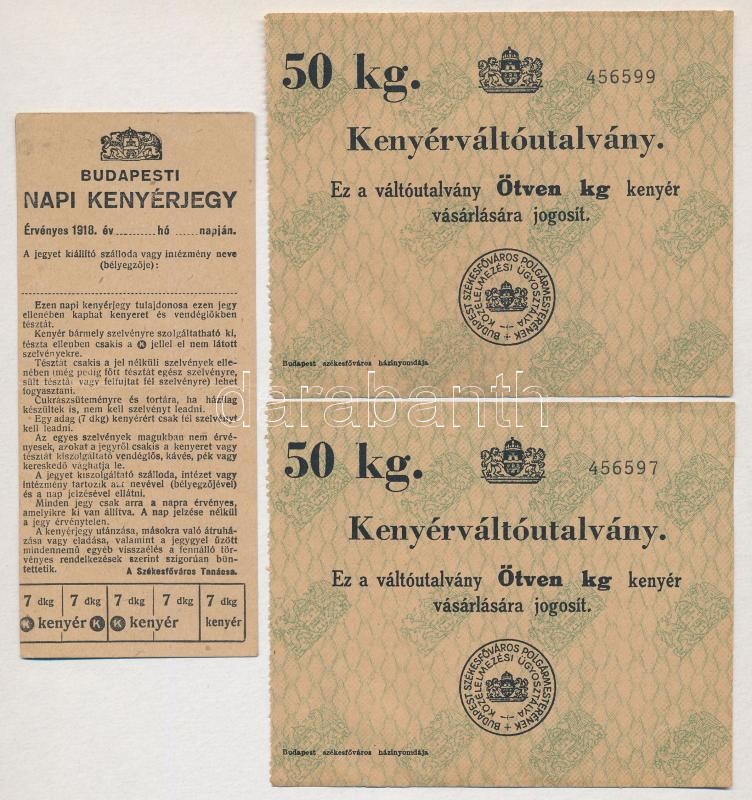 BUDAPESTI
NAPI KENYÉRJEGY
Érvényes 1918. év.......... hó ...... napján.
A jegyet kiállító szálloda vagy intézmény neve
(bélyegzője):
Ezen napi kenyérjegy tulajdonosa ezen jegy
ellenében kaphat kenyeret és vendéglőkben
tésztát.
Kenyér bármely szelvényre szolgáltatható ki,
tészta ellenben csakis a K jellel el nem látott
szelvényekre.
Tésztát csakis a jel nélküli szelvények elle-
nében (még pedig főtt tésztát egész szelvényre,
sült tésztát vagy felfujtat fél szelvényre) lehet
fogyasztani.
Cukrászsüteményre és tortára, ha házilag
készültek is, nem kell szelvényt leadni.
Egy adag (7 dkg) kenyérért csak fél szelvényt
kell leadni.
Az egyes szelvények magukban nem érvé-
nyesek, azokat a jegyről csakis a kenyeret vagy
tésztát kiszolgáltató vendéglős, kávés, pék vagy
kereskedő vághatja le.
A jegyet kiszolgáltató szálloda, intézet vagy
intézmény tartozik azt nevével (bélyegzőjével)
és a nap jelzésével ellátni.
Minden jegy csak arra a napra érvényes,
amelyikre ki van állítva. A nap jelzése nélkül
a jegy érvénytelen.
A kenyérjegy utánzása, másokra való átruhá-
zása vagy eladása, valamint a jegygyel űzött
mindennemű egyéb visszaélés a fennálló tör-
vényes rendelkezések szerint szigorúan bün-
tettetik.
A Székesfőváros Tanácsa.
7 dkg 7 dkg 7 dkg 7 dkg 7 dkg
K kenyér K K kenyér kenyér
50 kg.
456599
Kenyérváltóutalvány.
Ez a váltóutalvány Ötven kg kenyér
vásárlására jogosít.
BUDAPEST SZÉKESFŐVÁROS POLGÁRMESTERÉNEK
KÖZÉLELMEZÉSI ÜGYOSZTÁLYA
Budapest székesfőváros házinyomdája
50 kg.
456597
Kenyérváltóutalvány.
Ez a váltóutalvány Ötven kg kenyér
vásárlására jogosít.
BUDAPEST SZÉKESFŐVÁROS POLGÁRMESTERÉNEK
KÖZÉLELMEZÉSI ÜGYOSZTÁLYA
Budapest székesfőváros házinyomdája
darabanth